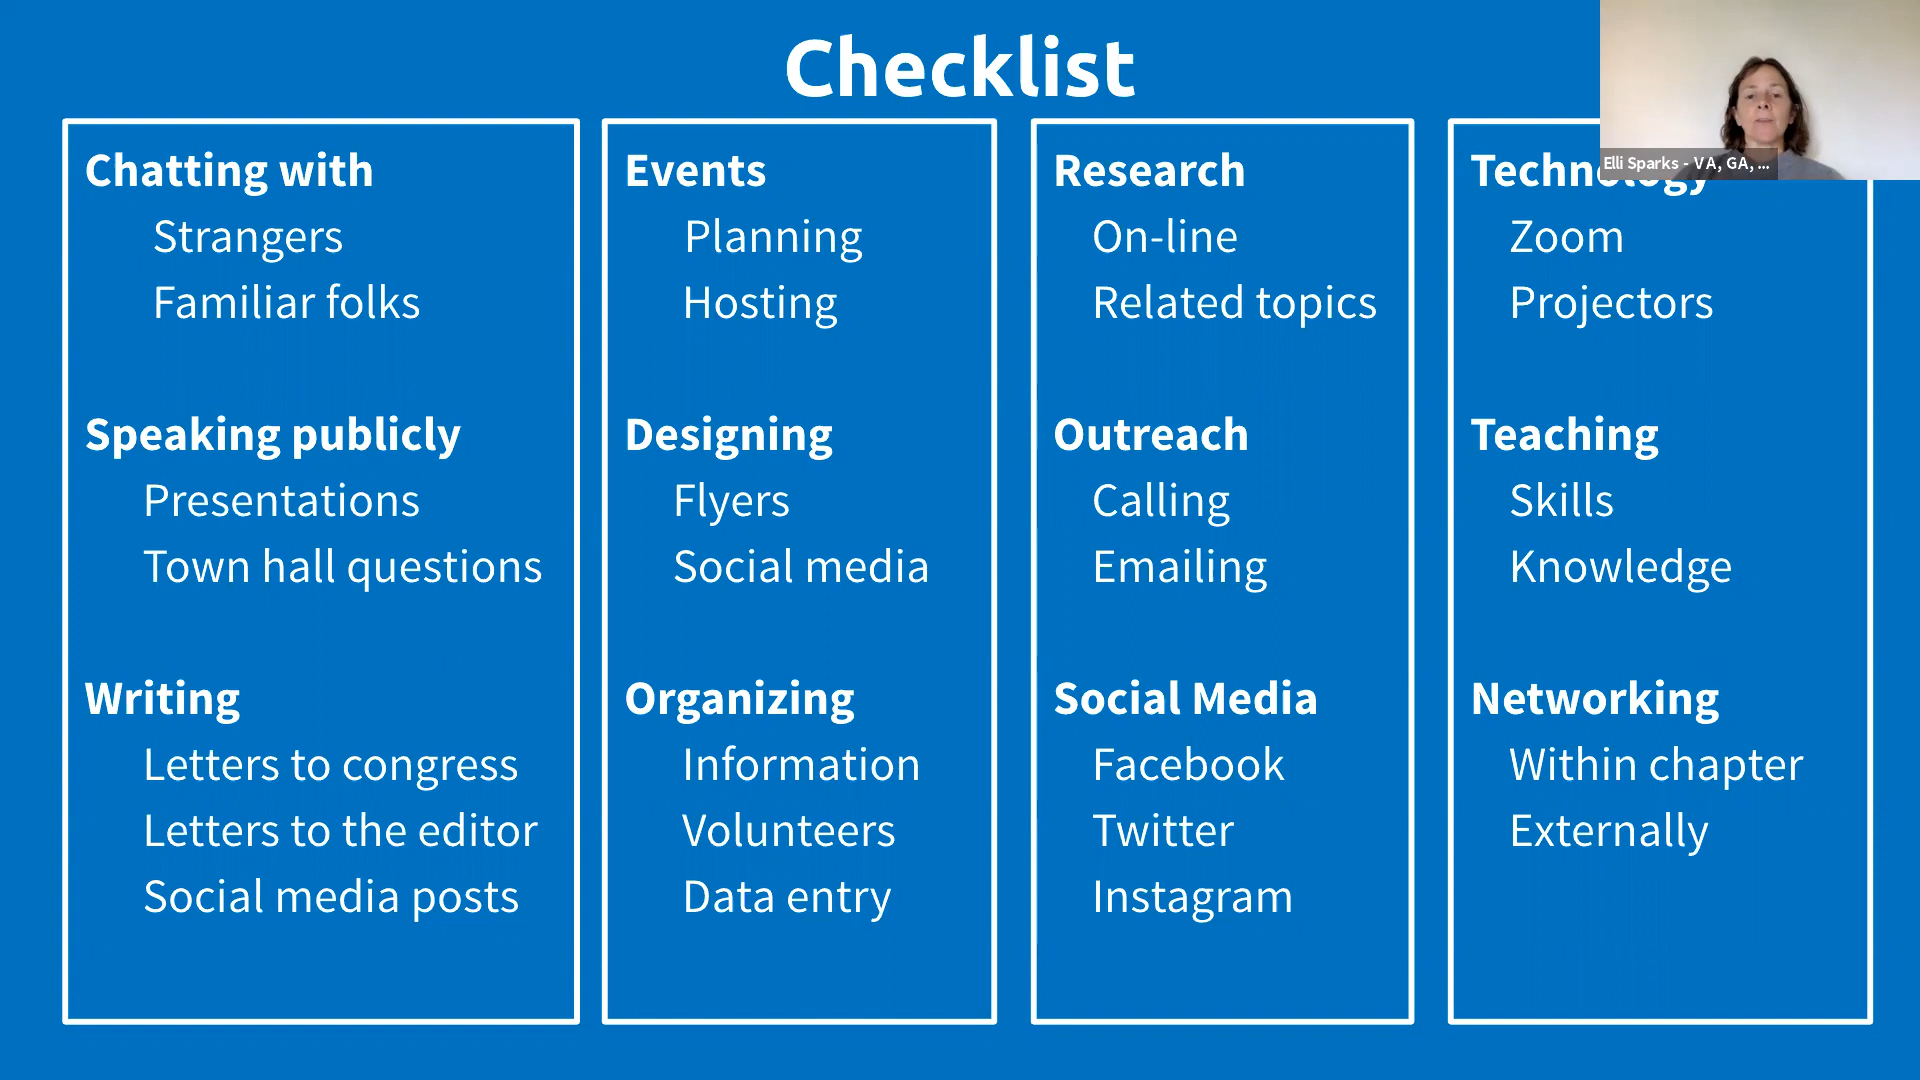 Checklist
Chatting with
Strangers
Familiar folks
Speaking publicly
Presentations
Town hall questions
Writing
Letters to congress
Letters to the editor
Social media posts
Events
Planning
Hosting
Designing
Flyers
Social media
Organizing
Information
Volunteers
Data entry
Research
On-line
Related topics
Outreach
Calling
Emailing
Social Media
Facebook
Twitter
Instagram
Technology
Zoom
Projectors
Teaching
Skills
Knowledge
Networking
Within chapter
Externally
Elli Sparks - VA, GA, ...